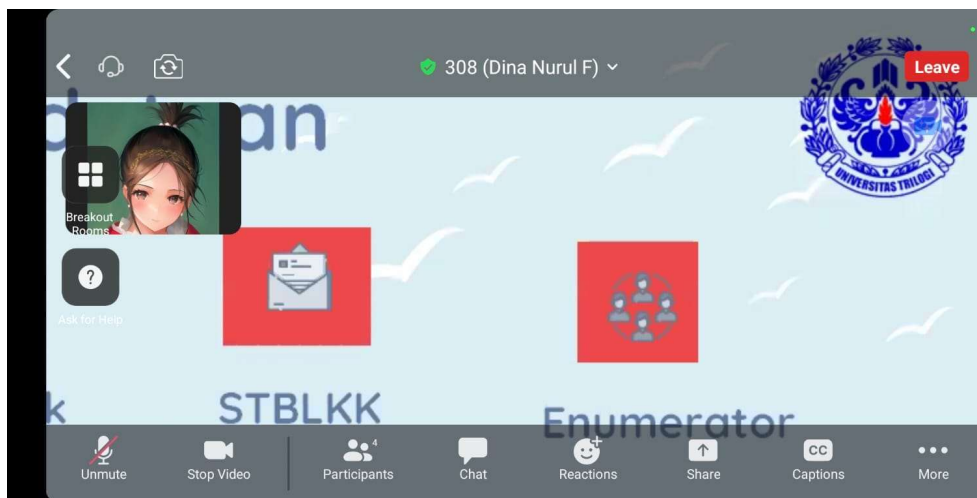 308 (Dina Nurul F)
Leave
an
UNIVERSITAS TRILOGI
Breakout
Rooms
?
Ask for Help
k
STBLKK
Enumerator
4
Unmute
Stop Video
Participants
Chat
Reactions
Share
CC
Captions
More